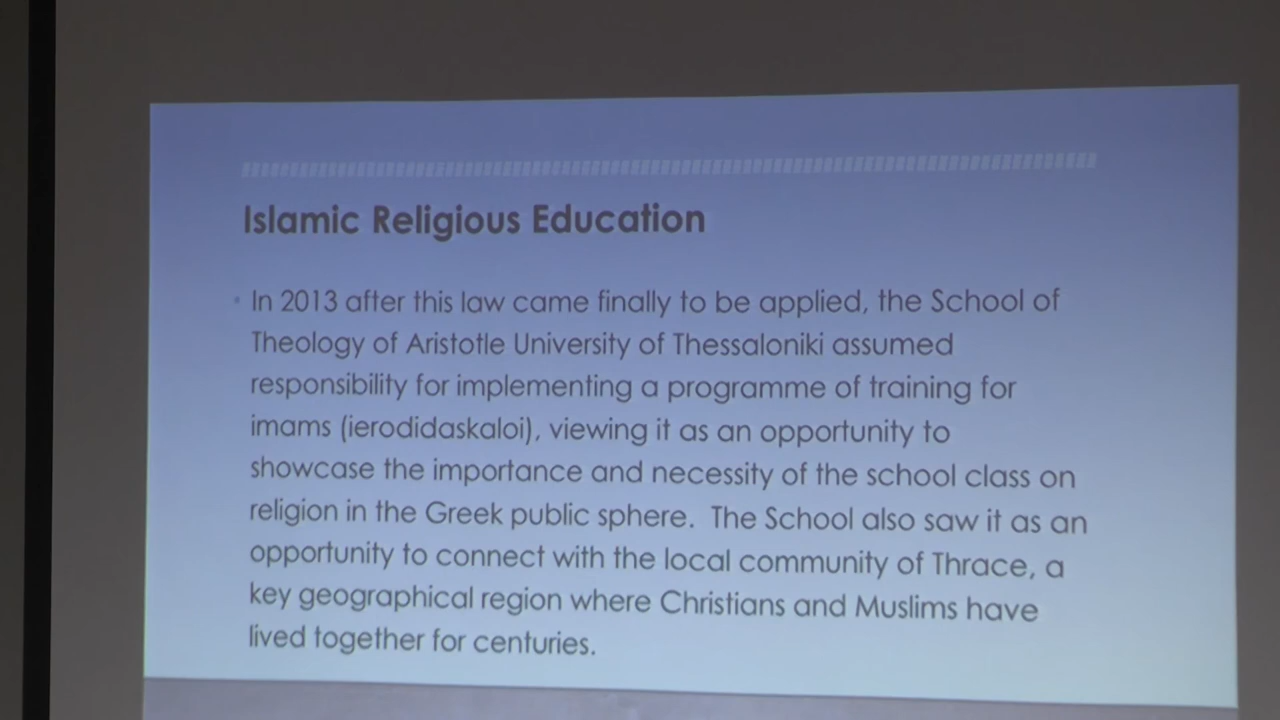 Islamic Religious Education
• In 2013 after this law came finally to be applied, the School of
Theology of Aristotle University of Thessaloniki assumed
responsibility for implementing a programme of training for
imams (ierodidaskaloi), viewing it as an opportunity to
showcase the importance and necessity of the school class on
religion in the Greek public sphere.  The School also saw it as an
opportunity to connect with the local community of Thrace, a
key geographical region where Christians and Muslims have
lived together for centuries.